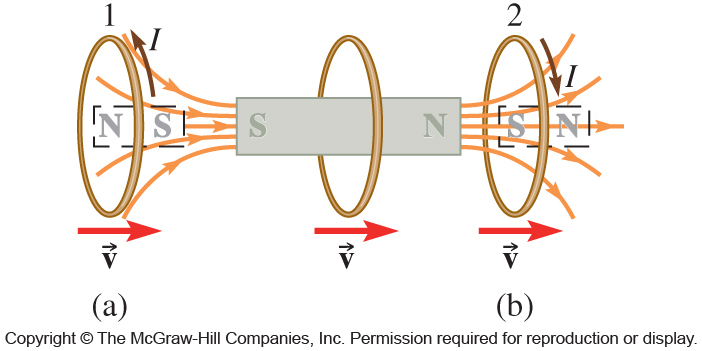 1 2
I I
N S S N S N
v⃗ v⃗ v⃗
(a) (b)
Copyright © The McGraw-Hill Companies, Inc. Permission required for reproduction or display.